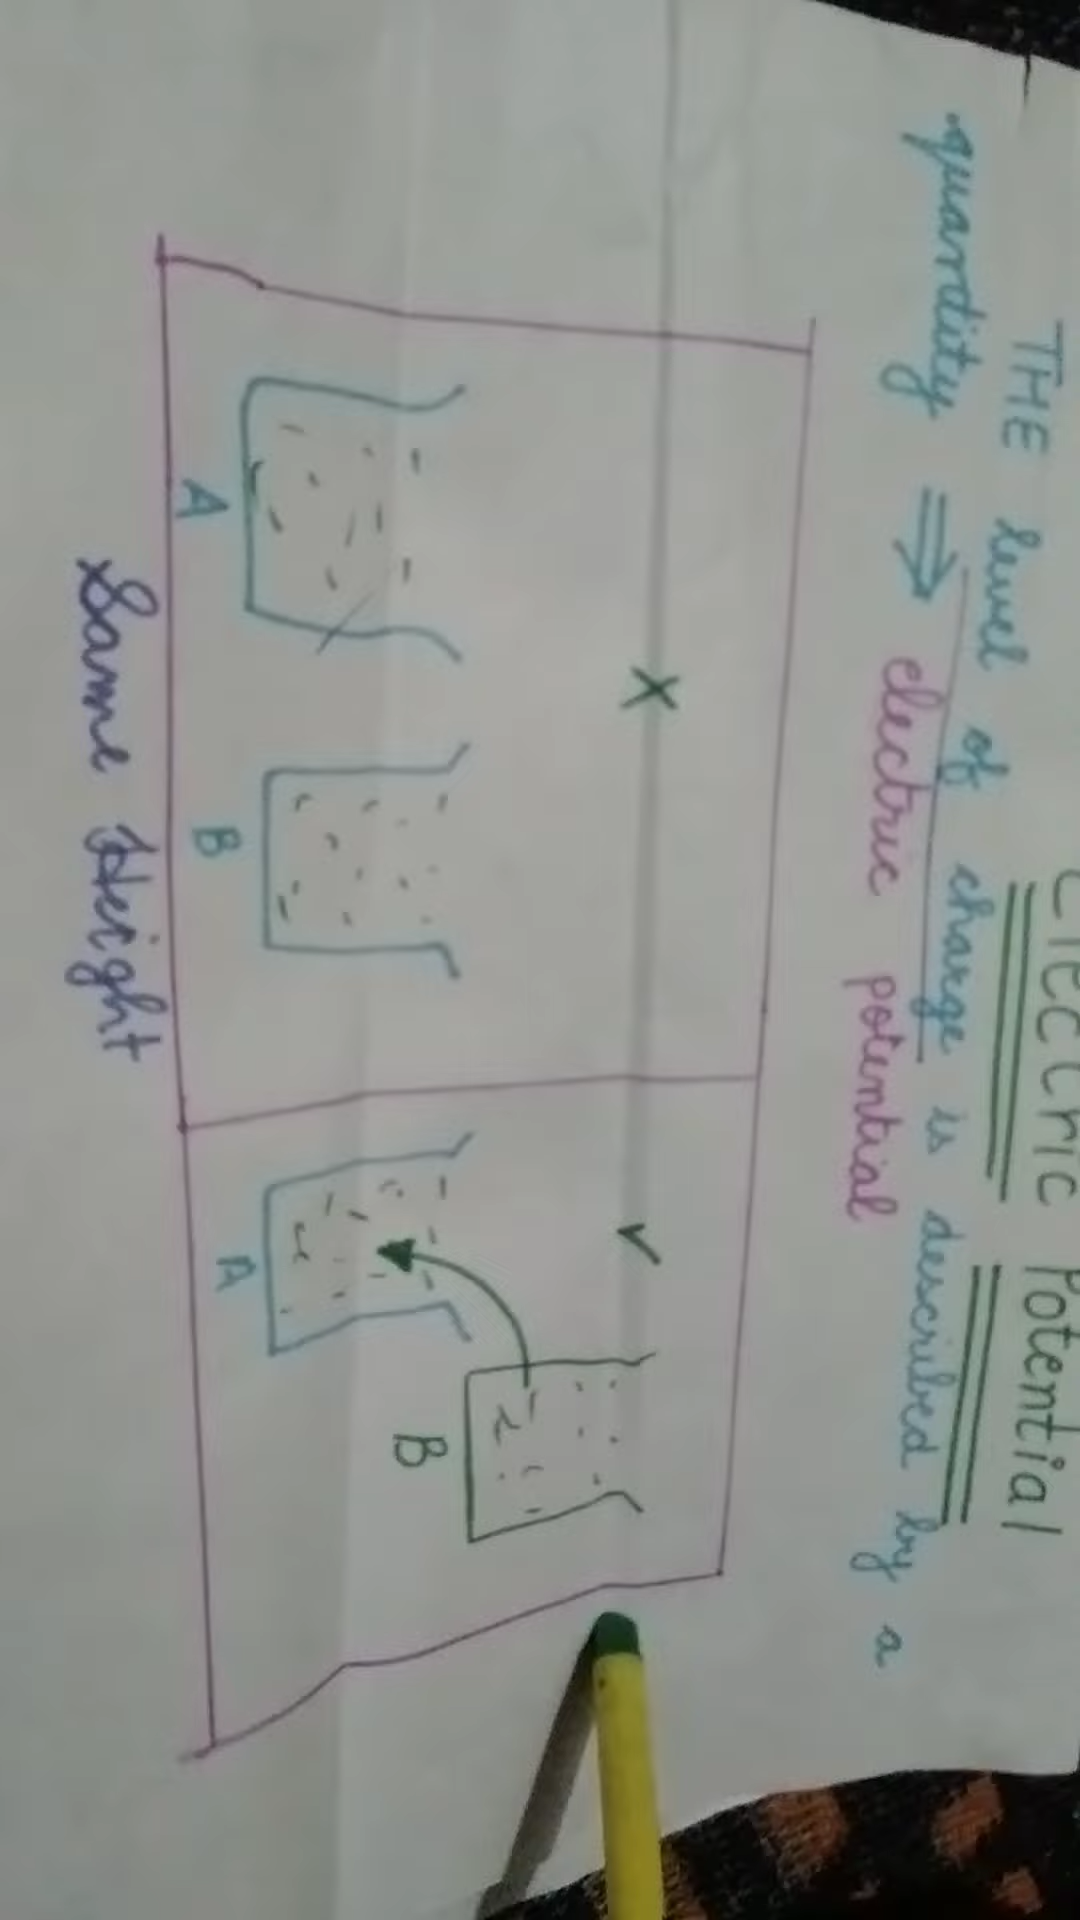 Electric Potential
THE level of charge is described by a
quantity ⇒ electric potential
X ✓
A B A B
Same Height